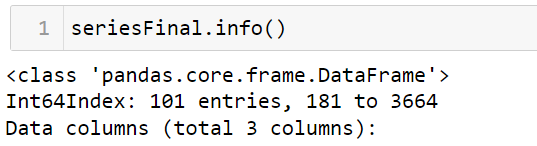 1 seriesFinal.info()
<class 'pandas.core.frame.DataFrame'>
Int64Index: 101 entries, 181 to 3664
Data columns (total 3 columns):